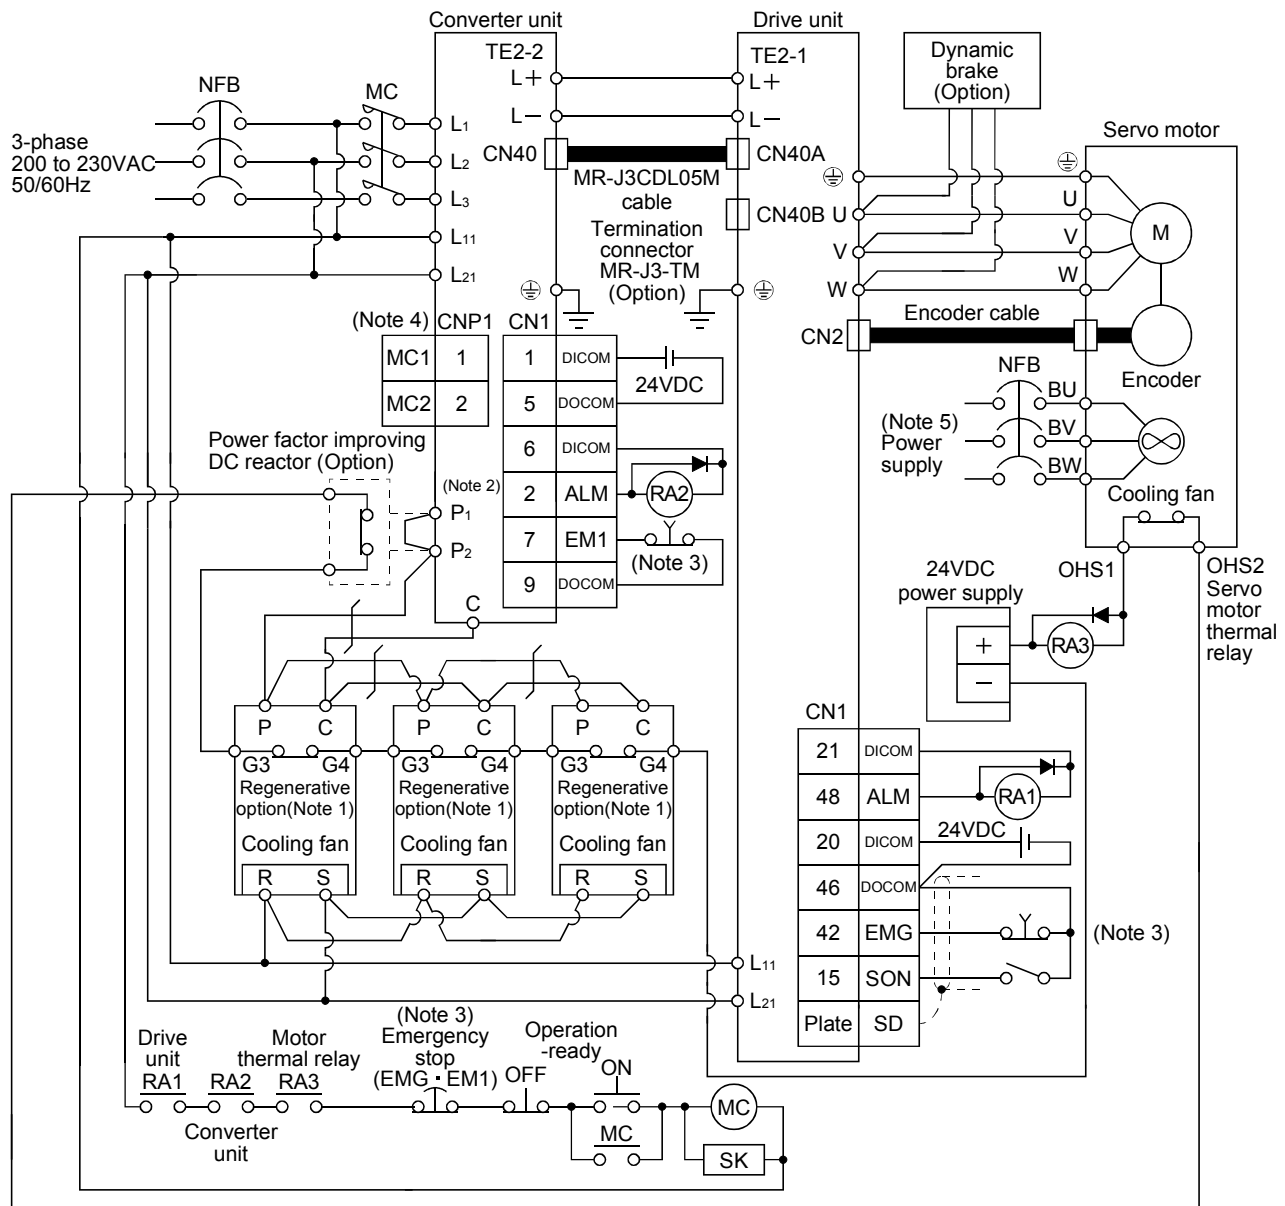 Converter unit
Drive unit
TE2-2
TE2-1
L+
L+
L−
L−
NFB
MC
3-phase
200 to 230VAC
50/60Hz
L1
L2
L3
L11
L21
CN40
CN40A
MR-J3CDL05M
cable
CN40B
Termination
connector
MR-J3-TM
(Option)
Dynamic
brake
(Option)
Servo motor
U
V
W
U
V
W
M
CN2
Encoder cable
Encoder
NFB
BU
BV
BW
(Note 5)
Power
supply
Cooling fan
OHS1
OHS2
Servo
motor
thermal
relay
(Note 4)
CNP1
MC1 1
MC2 2
CN1
1 DICOM
5 DOCOM
6 DICOM
2 ALM
7 EM1
9 DOCOM
24VDC
RA2
(Note 3)
Power factor improving
DC reactor (Option)
(Note 2)
P1
P2
C
24VDC
power supply
+
−
RA3
P C
P C
P C
G3 G4
G3 G4
G3 G4
Regenerative
option(Note 1)
Regenerative
option(Note 1)
Regenerative
option(Note 1)
Cooling fan
Cooling fan
Cooling fan
R S
R S
R S
CN1
21 DICOM
48 ALM
20 DICOM
46 DOCOM
42 EMG
15 SON
Plate SD
RA1
24VDC
(Note 3)
L11
L21
Drive
unit
RA1
RA2
Converter
unit
Motor
thermal relay
RA3
(Note 3)
Emergency
stop
(EMG・EM1)
OFF
Operation
-ready
ON
MC
MC
SK